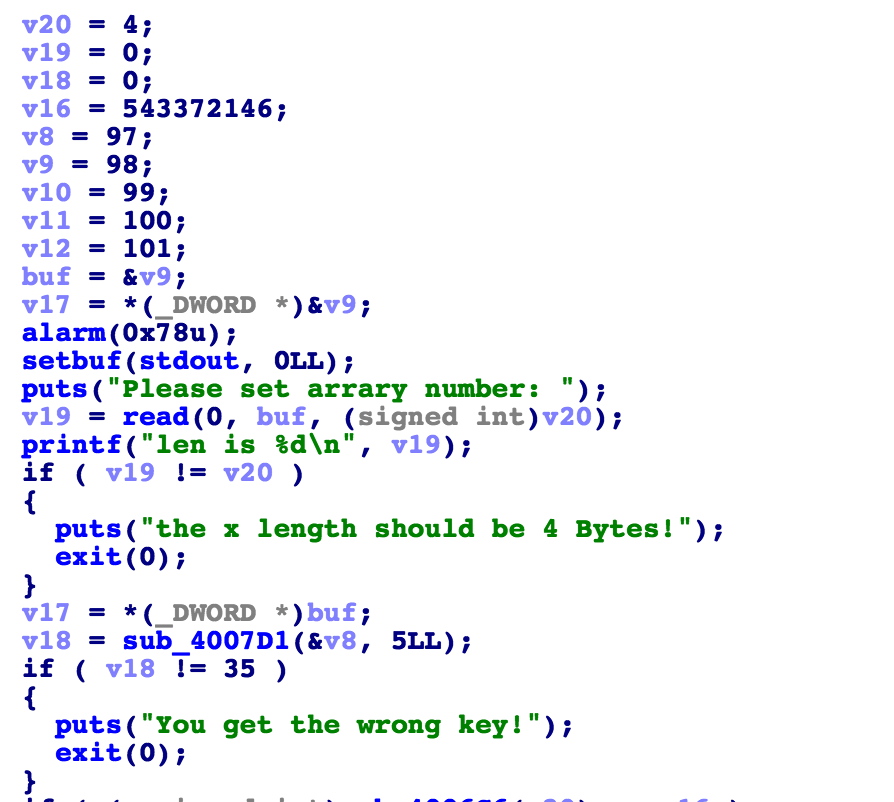 v20 = 4;
v19 = 0;
v18 = 0;
v16 = 543372146;
v8 = 97;
v9 = 98;
v10 = 99;
v11 = 100;
v12 = 101;
buf = &v9;
v17 = *(_DWORD *)&v9;
alarm(0x78u);
setbuf(stdout, 0LL);
puts("Please set arrary number: ");
v19 = read(0, buf, (signed int)v20);
printf("len is %d\n", v19);
if ( v19 != v20 )
{
  puts("the x length should be 4 Bytes!");
  exit(0);
}
v17 = *(_DWORD *)buf;
v18 = sub_4007D1(&v8, 5LL);
if ( v18 != 35 )
{
  puts("You get the wrong key!");
  exit(0);
}